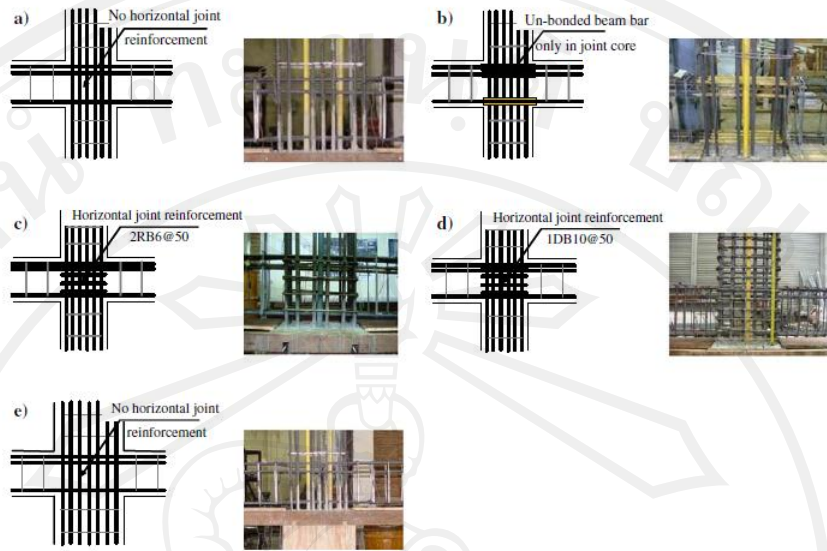 a)
No horizontal joint
reinforcement
b)
Un-bonded beam bar
only in joint core
c)
Horizontal joint reinforcement
2RB6@50
d)
Horizontal joint reinforcement
1DB10@50
e)
No horizontal joint
reinforcement